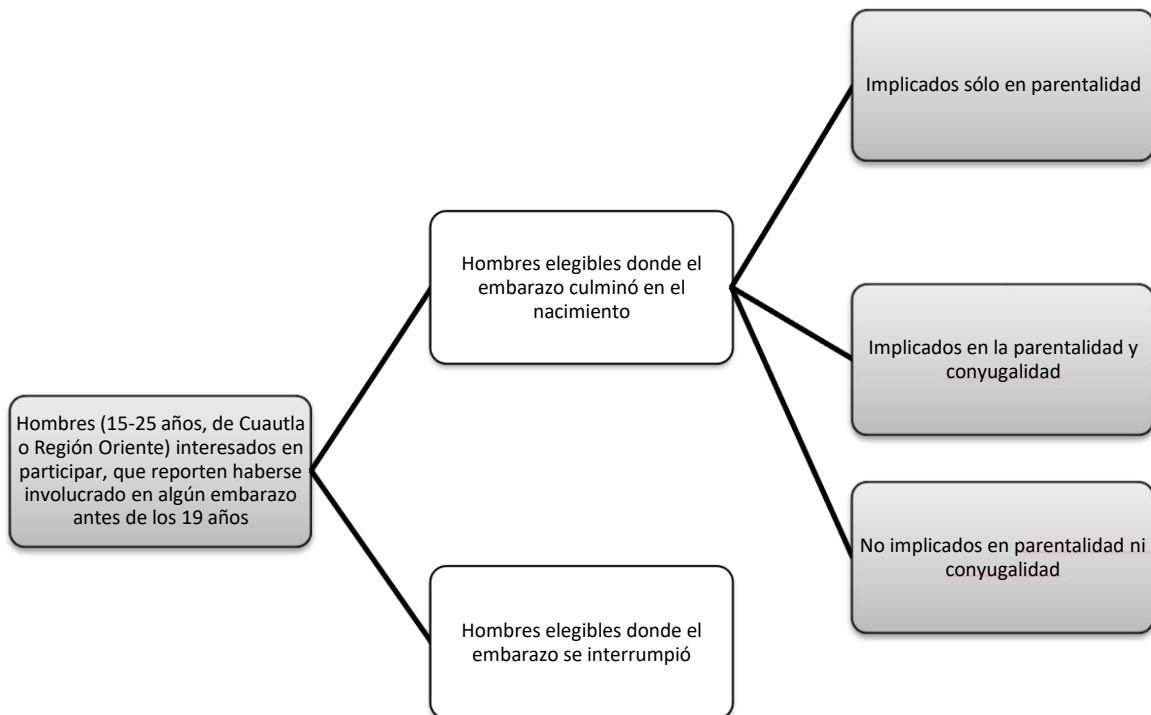 Implicados sólo en parentalidad
Hombres elegibles donde el
embarazo culminó en el
nacimiento
Implicados en la parentalidad y
conyugalidad
Hombres (15-25 años, de Cuautla
o Región Oriente) interesados en
participar, que reporten haberse
involucrado en algún embarazo
antes de los 19 años
No implicados en parentalidad ni
conyugalidad
Hombres elegibles donde el
embarazo se interrumpió